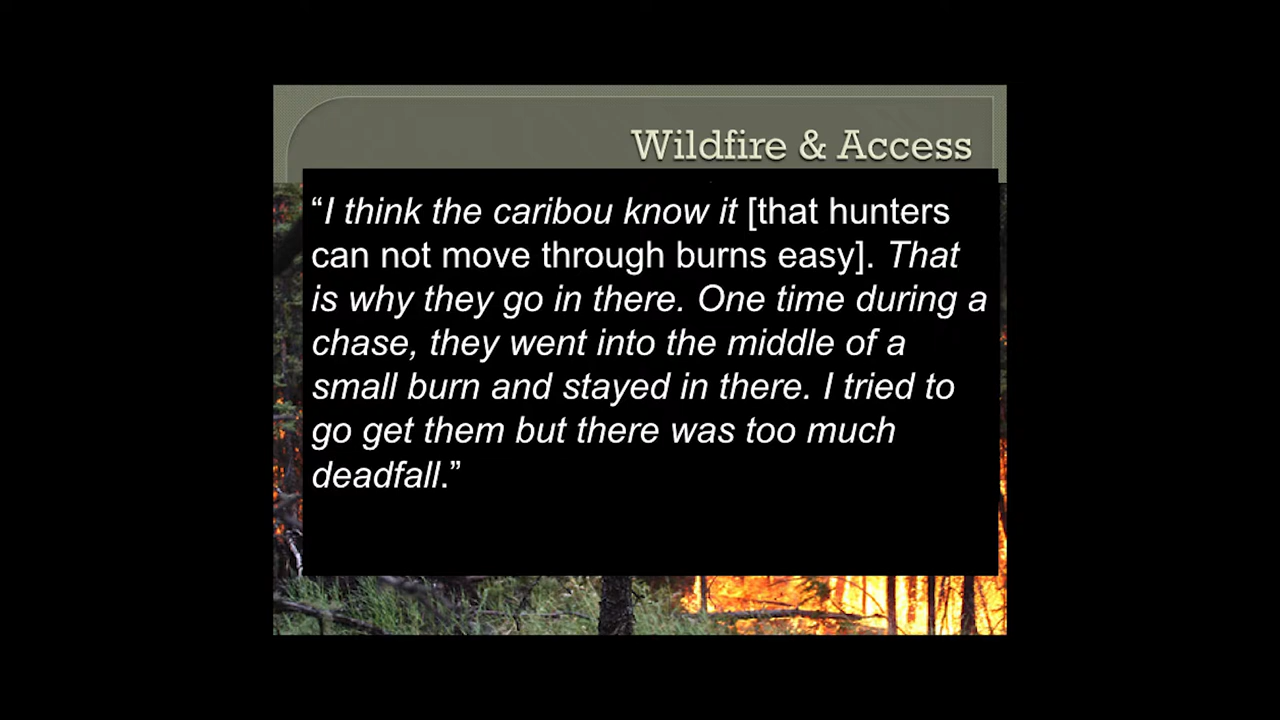 Wildfire & Access
“I think the caribou know it [that hunters
can not move through burns easy]. That
is why they go in there. One time during a
chase, they went into the middle of a
small burn and stayed in there. I tried to
go get them but there was too much
deadfall.”